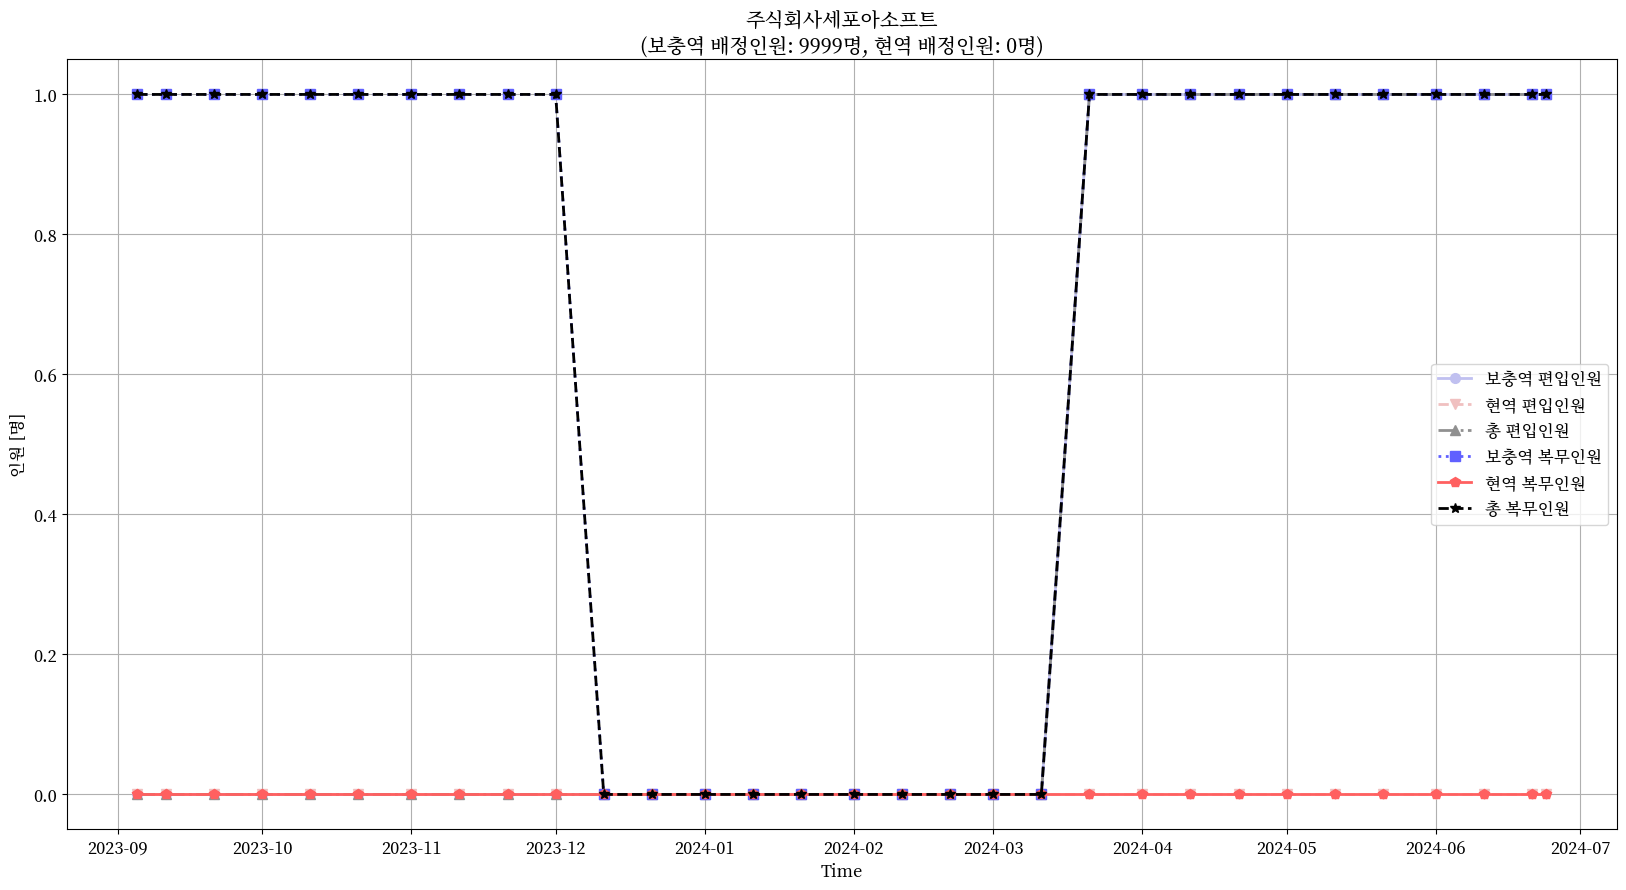 주식회사세포아소프트
(보충역 배정인원: 9999명, 현역 배정인원: 0명)
인원 [명]
1.0
0.8
0.6
0.4
0.2
0.0
보충역 편입인원
현역 편입인원
총 편입인원
보충역 복무인원
현역 복무인원
총 복무인원
2023-09 2023-10 2023-11 2023-12 2024-01 2024-02 2024-03 2024-04 2024-05 2024-06 2024-07
Time